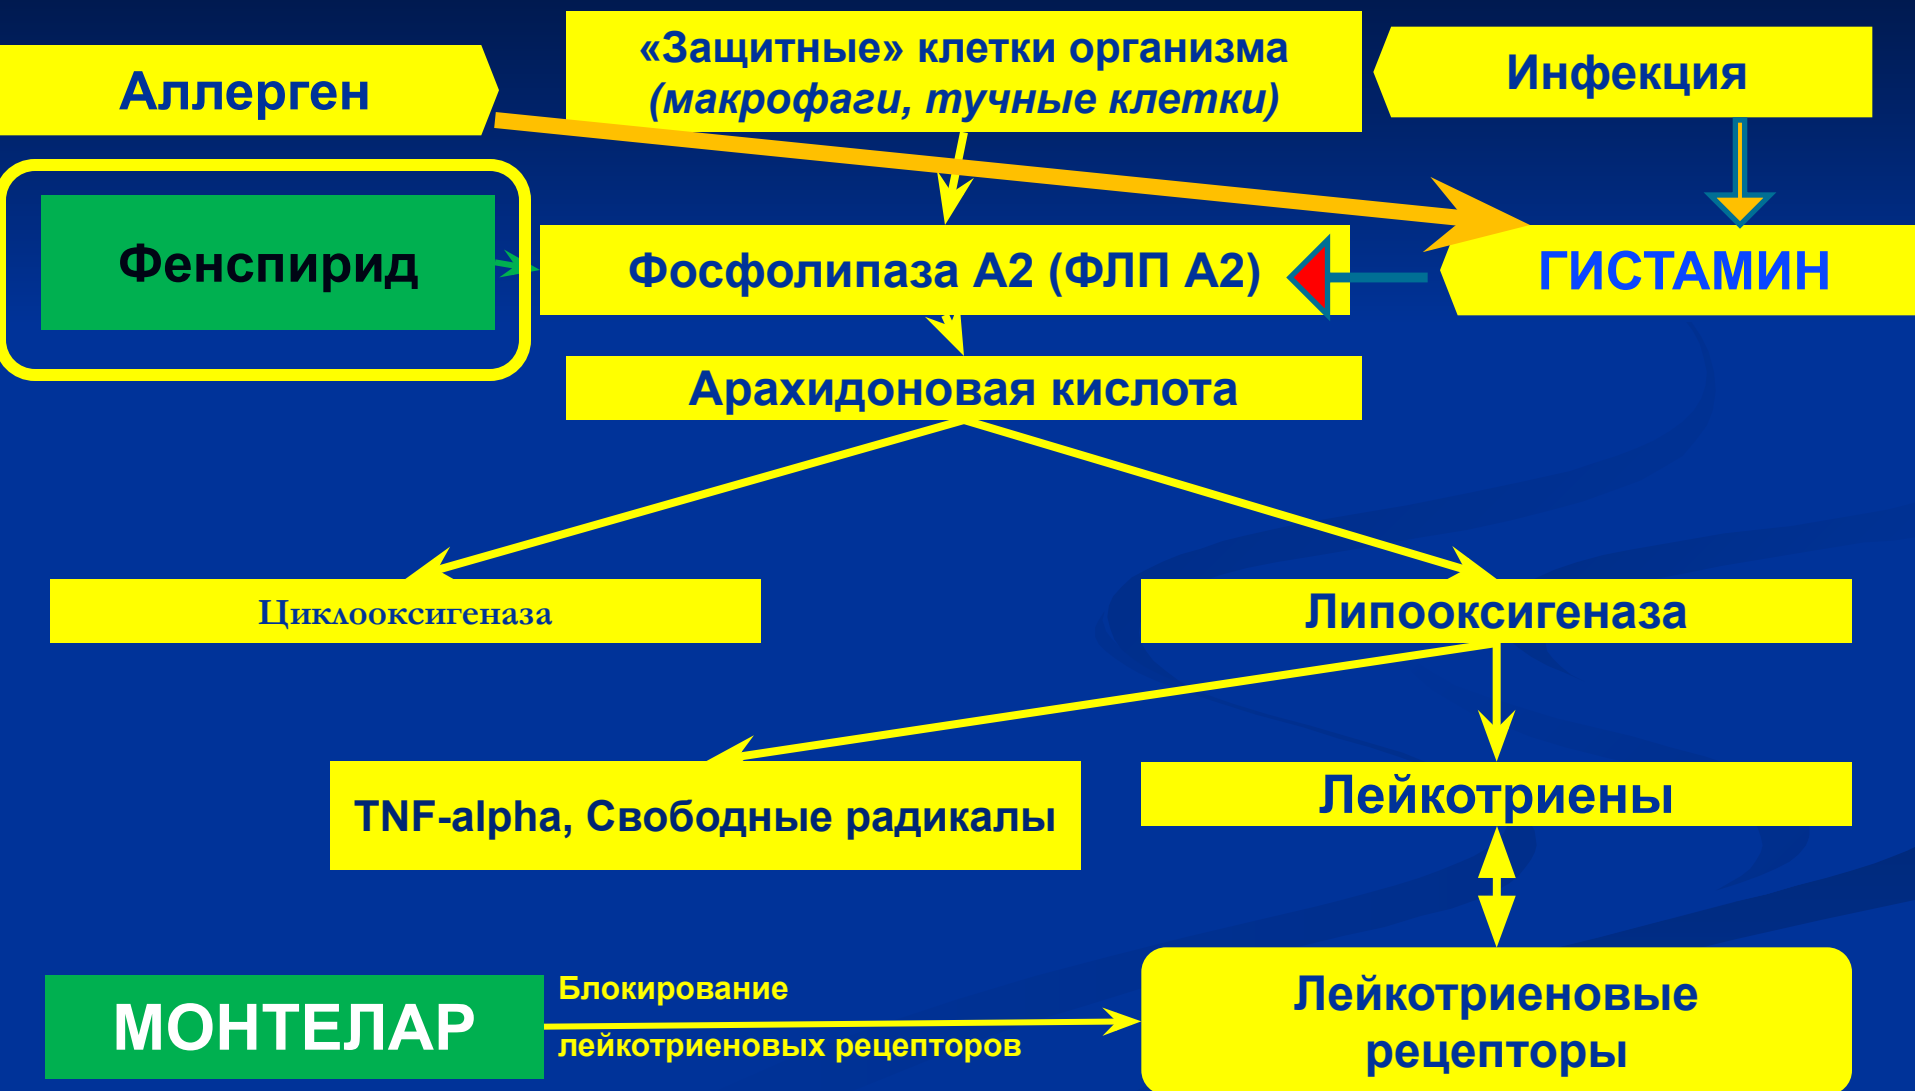 Аллерген
«Защитные» клетки организма
(макрофаги, тучные клетки)
Инфекция
Фенспирид
Фосфолипаза А2 (ФЛП А2)
ГИСТАМИН
Арахидоновая кислота
Циклооксигеназа
Липооксигеназа
TNF-alpha, Свободные радикалы
Лейкотриены
МОНТЕЛАР
Блокирование
лейкотриеновых рецепторов
Лейкотриеновые
рецепторы